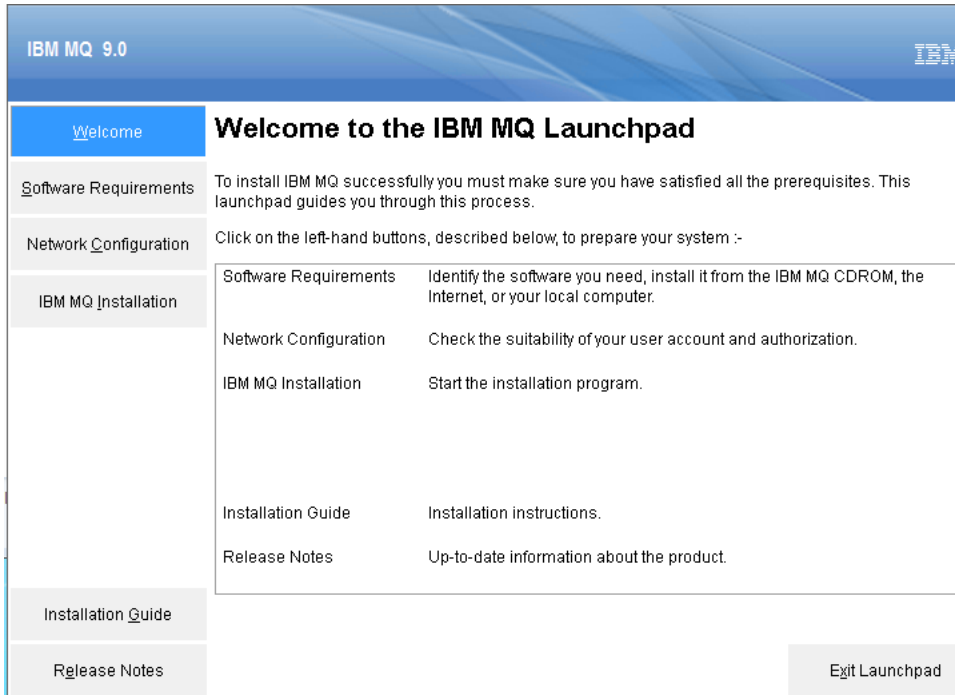 IBM MQ 9.0
Welcome
Software Requirements
Network Configuration
IBM MQ Installation
Welcome to the IBM MQ Launchpad
To install IBM MQ successfully you must make sure you have satisfied all the prerequisites. This
launchpad guides you through this process.
Click on the left-hand buttons, described below, to prepare your system :-
Software Requirements Identify the software you need, install it from the IBM MQ CDROM, the
Internet, or your local computer.
Network Configuration Check the suitability of your user account and authorization.
IBM MQ Installation Start the installation program.
Installation Guide Installation instructions.
Release Notes Up-to-date information about the product.
Installation Guide
Release Notes
Exit Launchpad